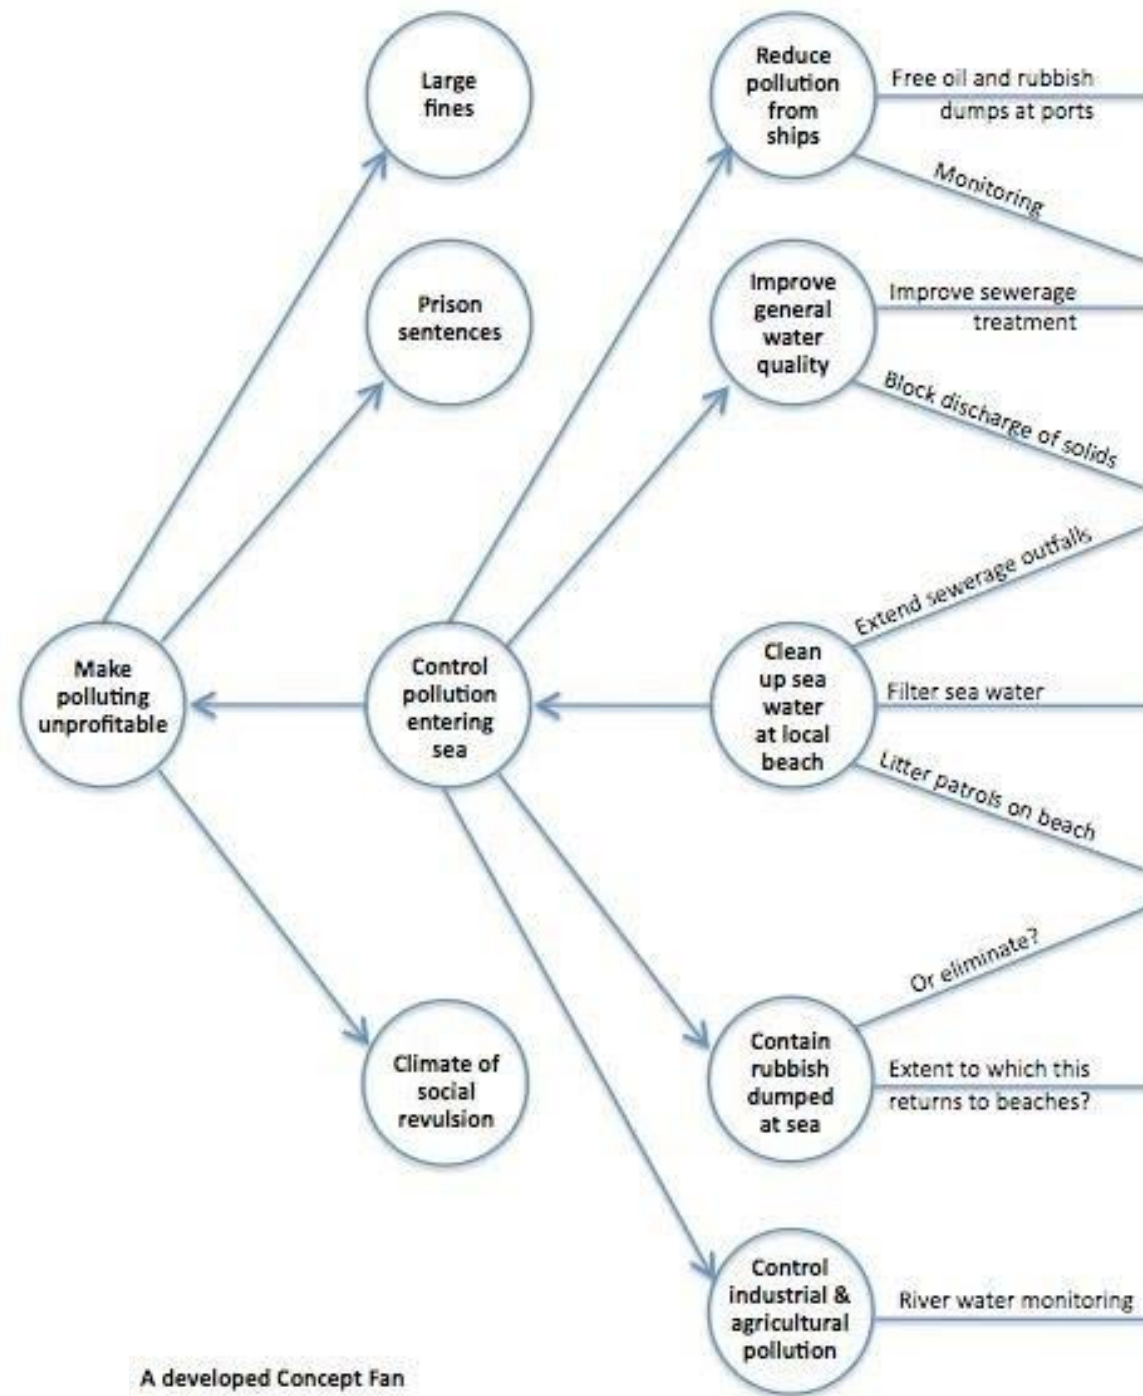 Large
fines
Reduce
pollution
from
ships
Free oil and rubbish
dumps at ports
Monitoring
Prison
sentences
Improve
general
water
quality
Improve sewerage
treatment
Block discharge of solids
Extend sewerage outfalls
Make
polluting
unprofitable
Control
pollution
entering
sea
Clean
up sea
water
at local
beach
Filter sea water
Litter patrols on beach
Or eliminate?
Climate of
social
revulsion
Contain
rubbish
dumped
at sea
Extent to which this
returns to beaches?
Control
industrial &
agricultural
pollution
River water monitoring
A developed Concept Fan